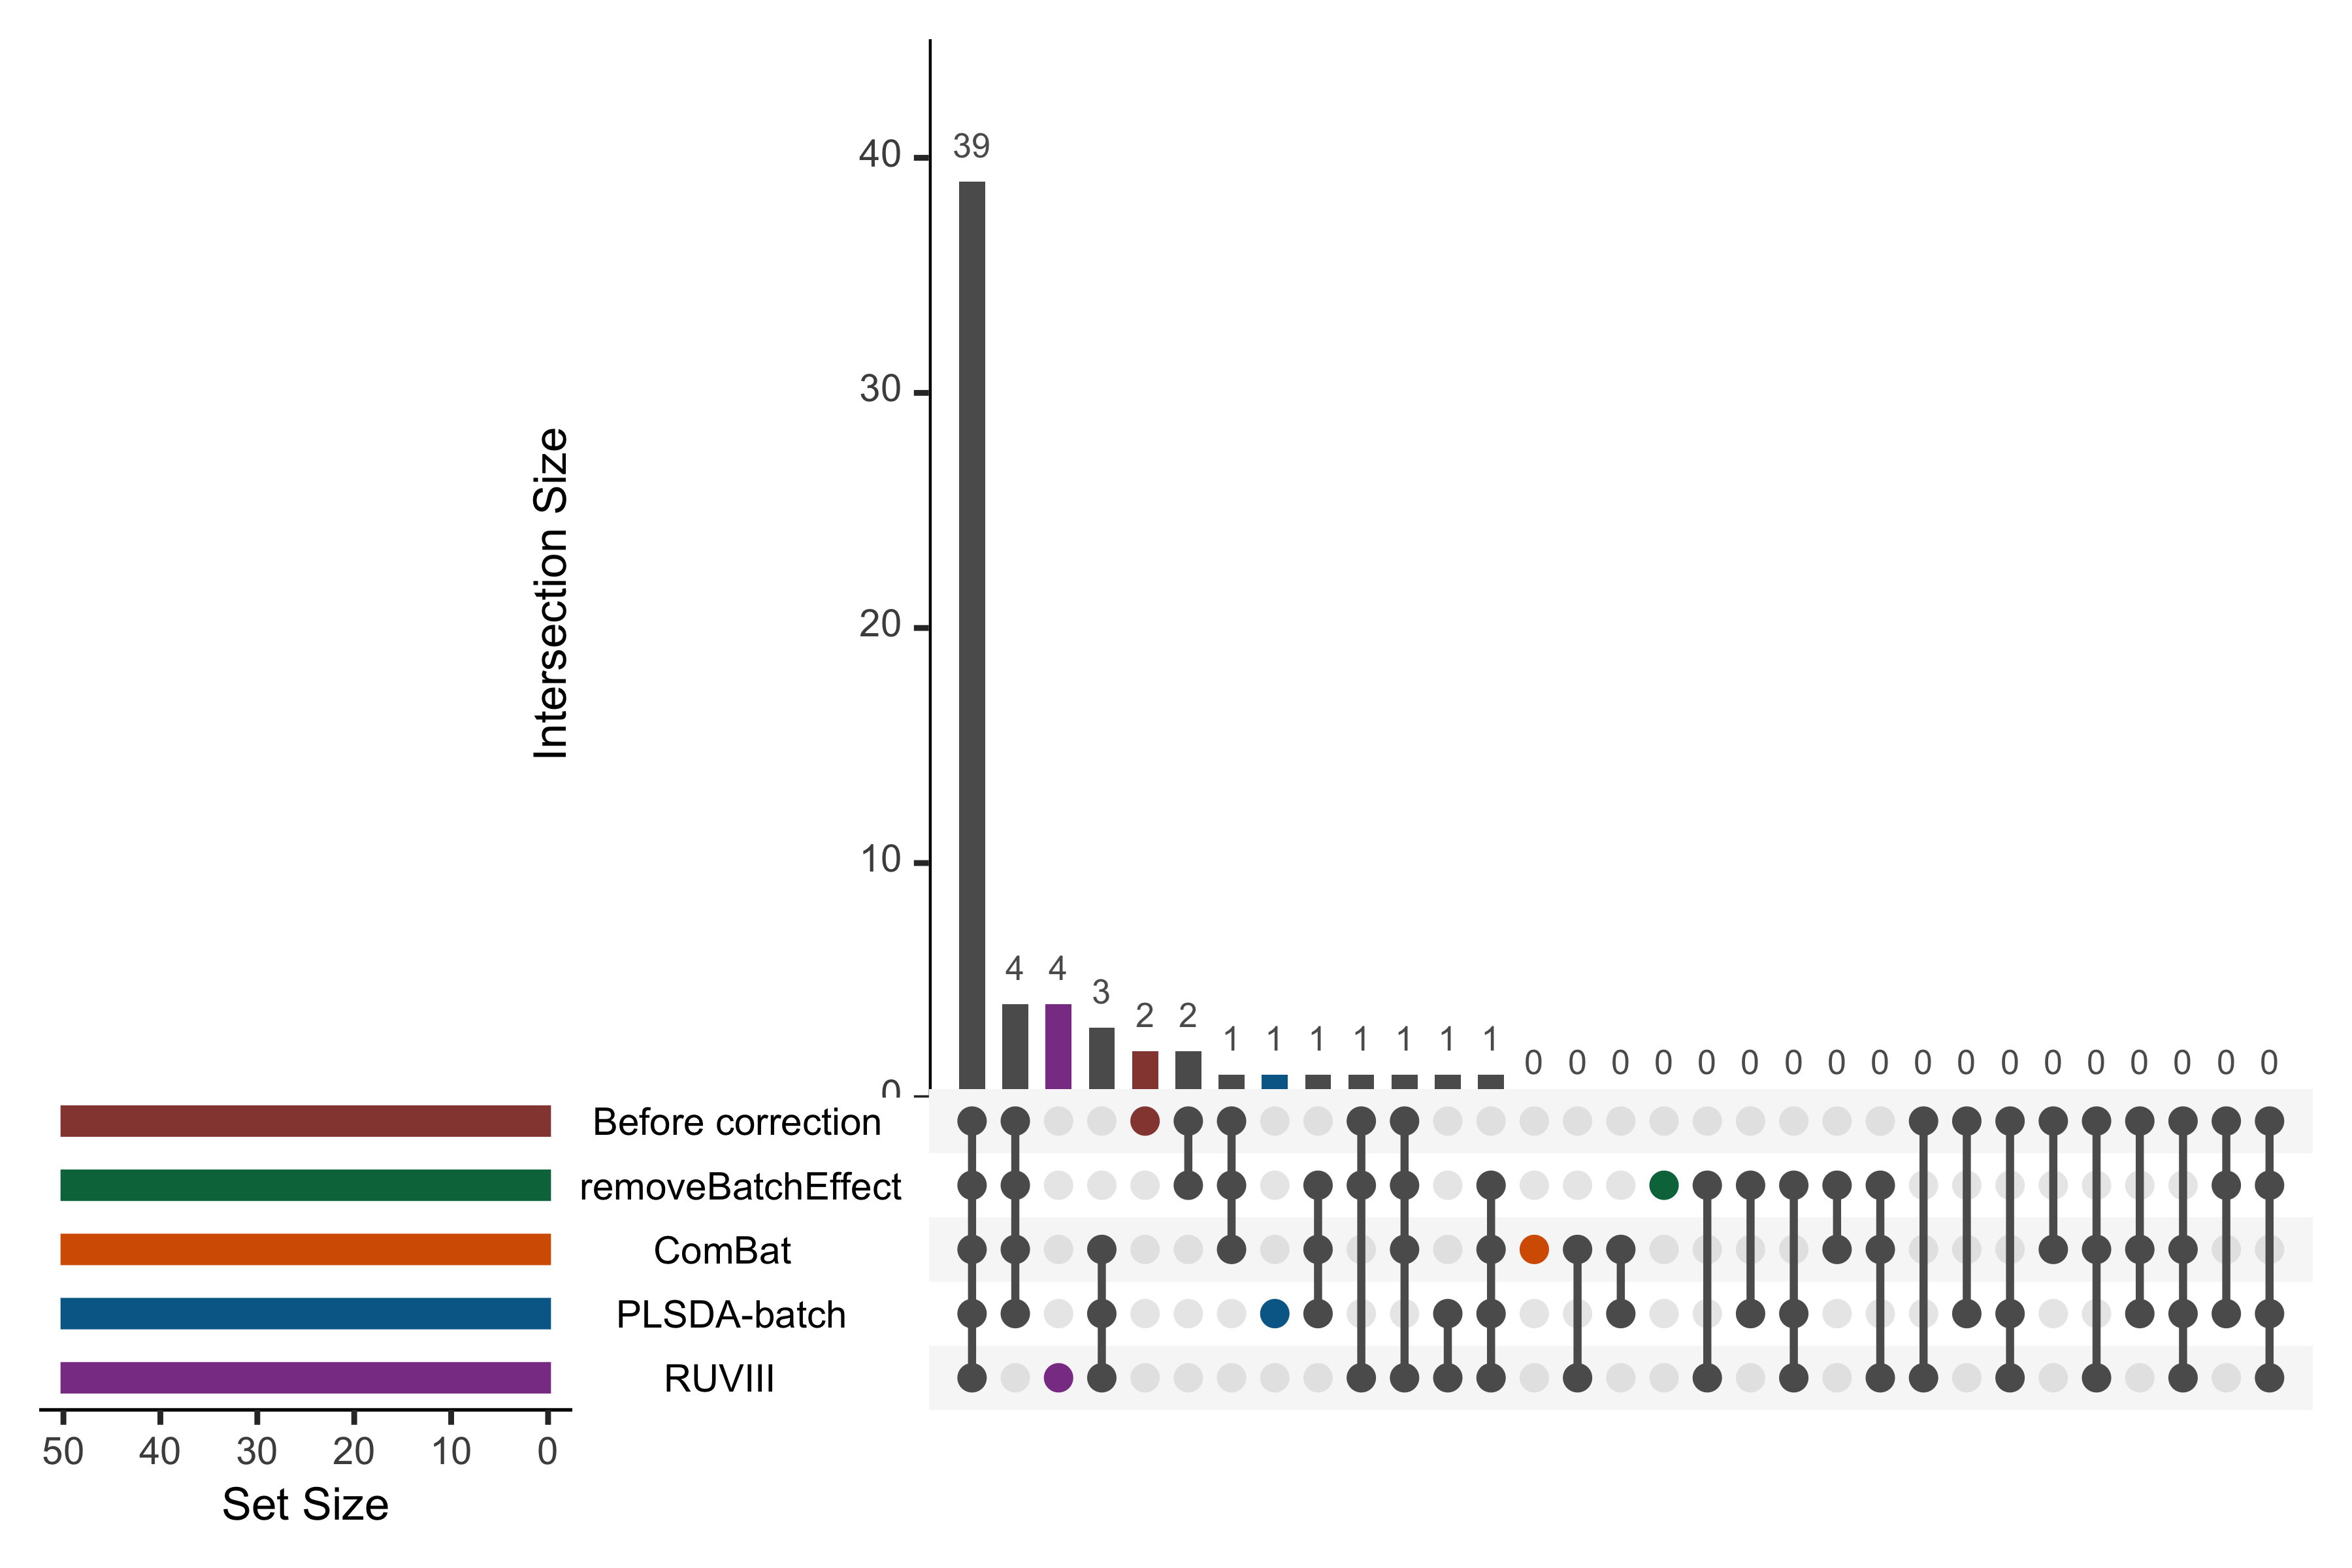 40
30
20
10
0
Intersection Size
39
4 4 3 2 2 1 1 1 1 1 1 1 0 0 0 0 0 0 0 0 0 0 0 0 0 0 0 0 0 0
Before correction
removeBatchEffect
ComBat
PLSDA-batch
RUVIII
50 40 30 20 10 0
Set Size